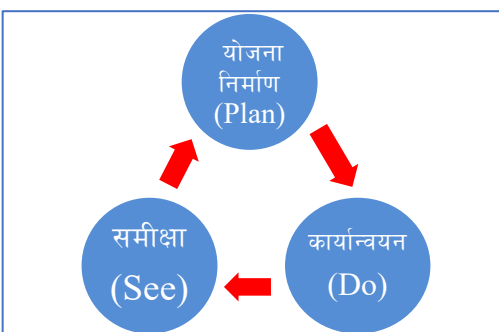 योजना
निर्माण
(Plan)
कार्यान्वयन
(Do)
समीक्षा
(See)